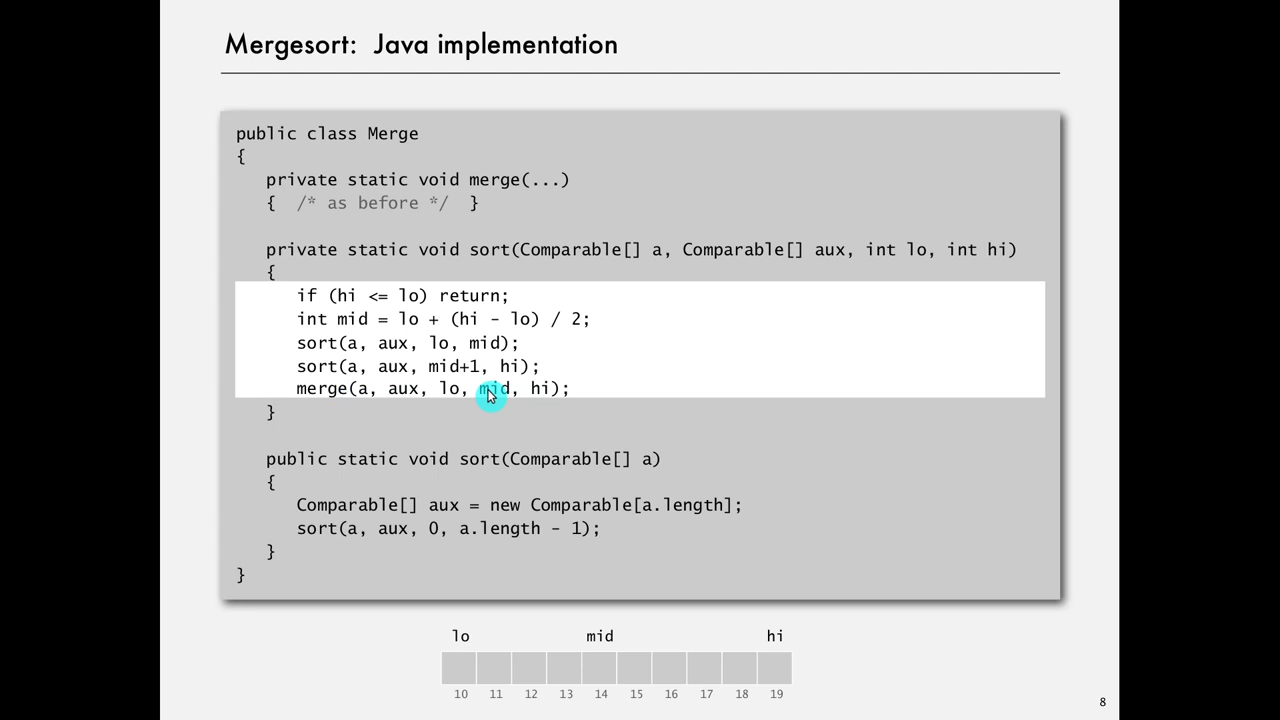 Mergesort: Java implementation
public class Merge
{
private static void merge(...)
{ /* as before */ }
private static void sort(Comparable[] a, Comparable[] aux, int lo, int hi)
{
if (hi <= lo) return;
int mid = lo + (hi - lo) / 2;
sort(a, aux, lo, mid);
sort(a, aux, mid+1, hi);
merge(a, aux, lo, mid, hi);
}
public static void sort(Comparable[] a)
{
Comparable[] aux = new Comparable[a.length];
sort(a, aux, 0, a.length - 1);
}
}
lo mid hi
10 11 12 13 14 15 16 17 18 19
8